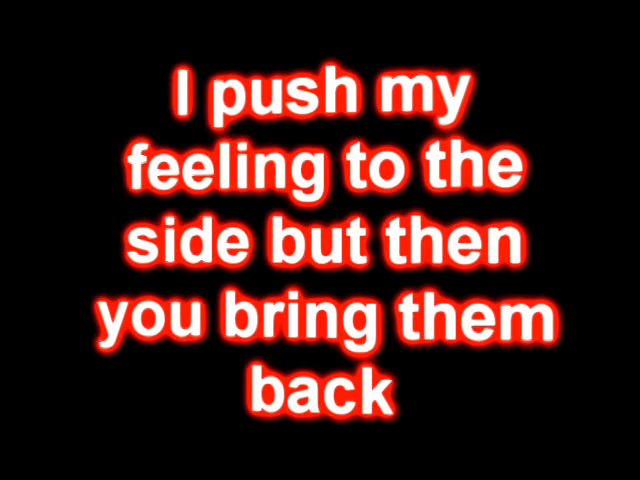 I push my
feeling to the
side but then
you bring them
back